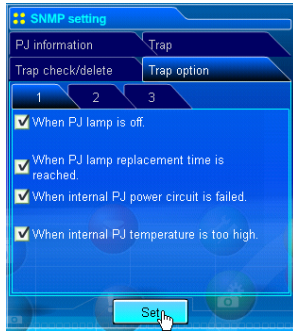 SNMP setting
PJ information
Trap
Trap check/delete
Trap option
1
2
3
When PJ lamp is off.
When PJ lamp replacement time is
reached.
When internal PJ power circuit is failed.
When internal PJ temperature is too high.
Set